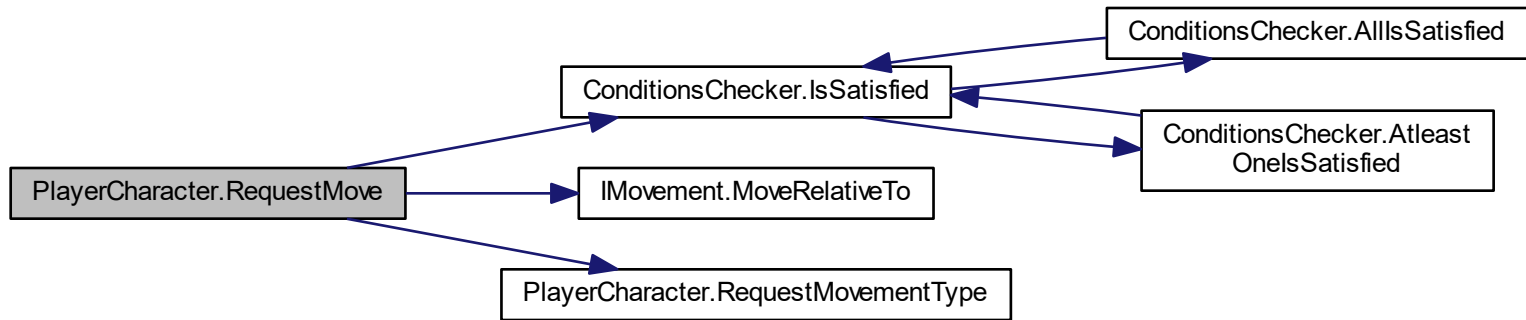 ConditionsChecker.AllIsSatisfied
ConditionsChecker.IsSatisfied
ConditionsChecker.Atleast
OneIsSatisfied
PlayerCharacter.RequestMove
IMovement.MoveRelativeTo
PlayerCharacter.RequestMovementType